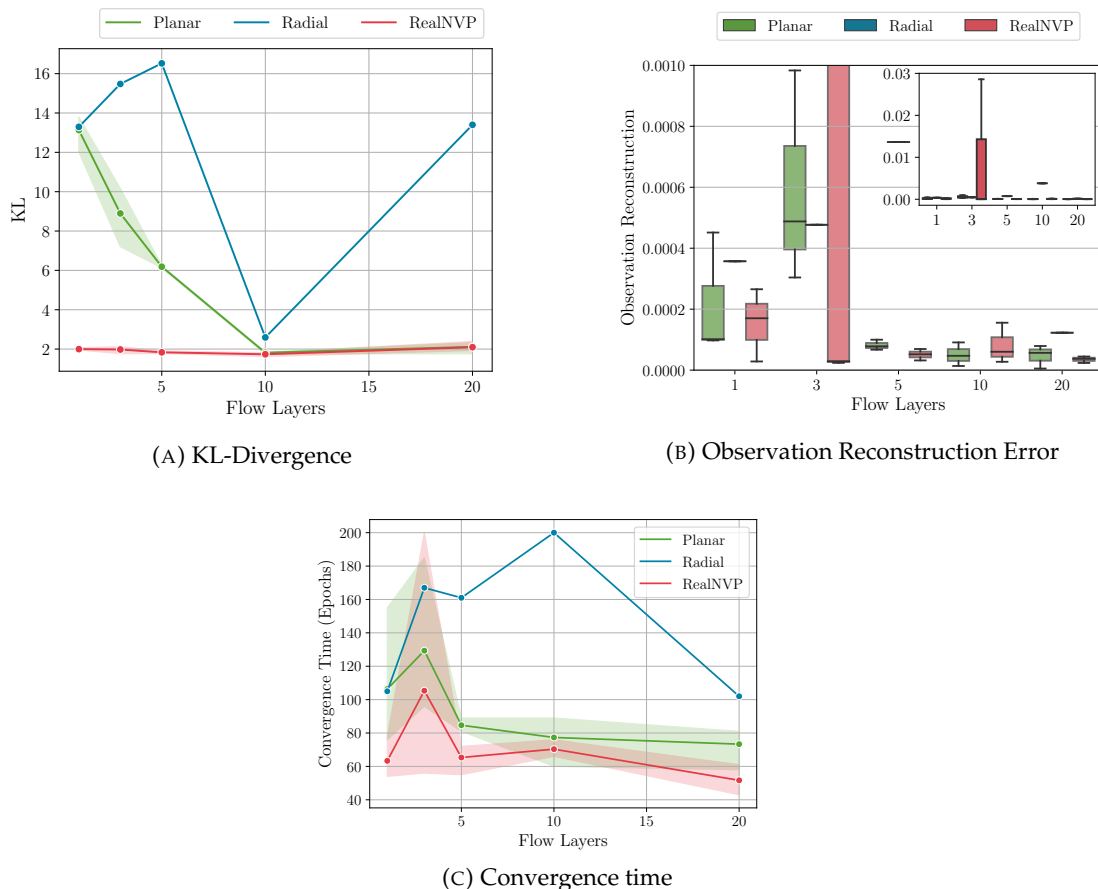 Planar Radial RealNVP
16
14
12
10
8
6
4
2
KL
5 10 15 20
Flow Layers
(A) KL-Divergence
Planar Radial RealNVP
0.0010
0.0008
0.0006
0.0004
0.0002
0.0000
Observation Reconstruction
0.03
0.02
0.01
0.00
1 3 5 10 20
1 3 5 10 20
Flow Layers
(B) Observation Reconstruction Error
200
180
160
140
120
100
80
60
40
Convergence Time (Epochs)
Planar
Radial
RealNVP
5 10 15 20
Flow Layers
(C) Convergence time